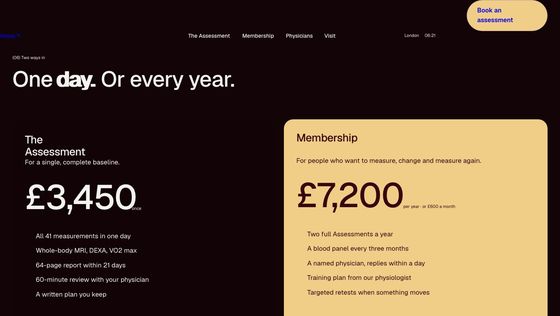 Book an
assessment
The Assessment
Membership
Physicians
Visit
London
06:21
(08) Two ways in
One day. Or every year.
The
Assessment
For a single, complete baseline.
£3,450
once
All 41 measurements in one day
Whole-body MRI, DEXA, VO2 max
64-page report within 21 days
60-minute review with your physician
A written plan you keep
Membership
For people who want to measure, change and measure again.
£7,200
per year · or £600 a month
Two full Assessments a year
A blood panel every three months
A named physician, replies within a day
Training plan from our physiologist
Targeted retests when something moves